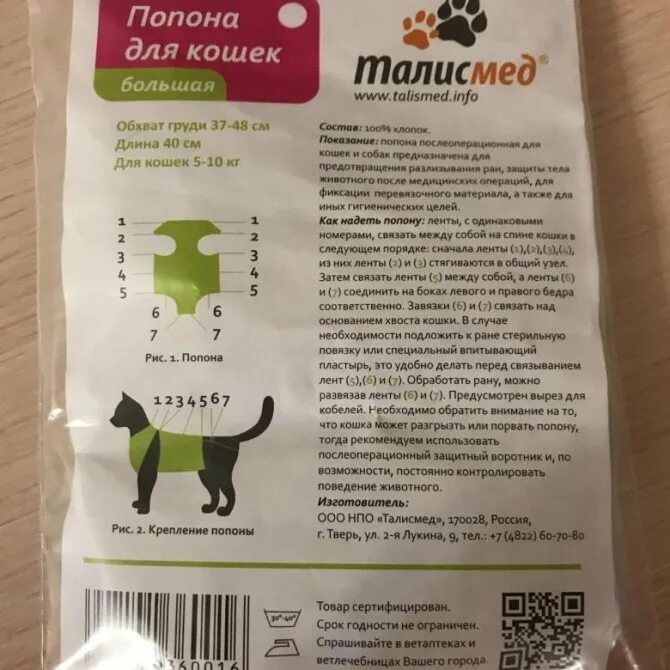 Попона
для кошек
большая
Талисмед®
www.talismed.info
Обхват груди 37-48 см
Длина 40 см
Для кошек 5-10 кг
1 1
2 2
3 3
4 4
5 5
6 6
7 7
Рис. 1. Попона
1 2 3 4 5 6 7
Рис. 2. Крепление попоны
Состав: 100% хлопок.
Показание: попона послеоперационная для
кошек и собак предназначена для
предотвращения разлизывания ран, защиты тела
животного после медицинских операций, для
фиксации перевязочного материала, а также для
иных гигиенических целей.
Как надеть попону: ленты, с одинаковыми
номерами, связать между собой на спине кошки в
следующем порядке: сначала ленты (1),(2),(3),(4),
из них ленты (2) и (3) стягиваются в общий узел.
Затем связать ленты (5) между собой, а ленты (6)
и (7) соединить на боках левого и правого бедра
соответственно. Завязки (6) и (7) связать над
основанием хвоста кошки. В случае
необходимости подложить к ране стерильную
повязку или специальный впитывающий
пластырь, это удобно делать перед связыванием
лент (5),(6) и (7). Обработать рану, можно
развязав ленты (6) и (7). Предусмотрен вырез для
кобелей. Необходимо обратить внимание на то,
что кошка может разгрызть или порвать попону,
тогда рекомендуем использовать
послеоперационный защитный воротник и, по
возможности, постоянно контролировать
поведение животного.
Изготовитель:
ООО НПО «Талисмед», 170028, Россия,
г. Тверь, ул. 2-я Лукина, 9, тел.: +7 (4822) 60-70-80
30°-40°
Товар сертифицирован.
Срок годности не ограничен.
Спрашивайте в ветаптеках и
ветлечебницах Вашего города.